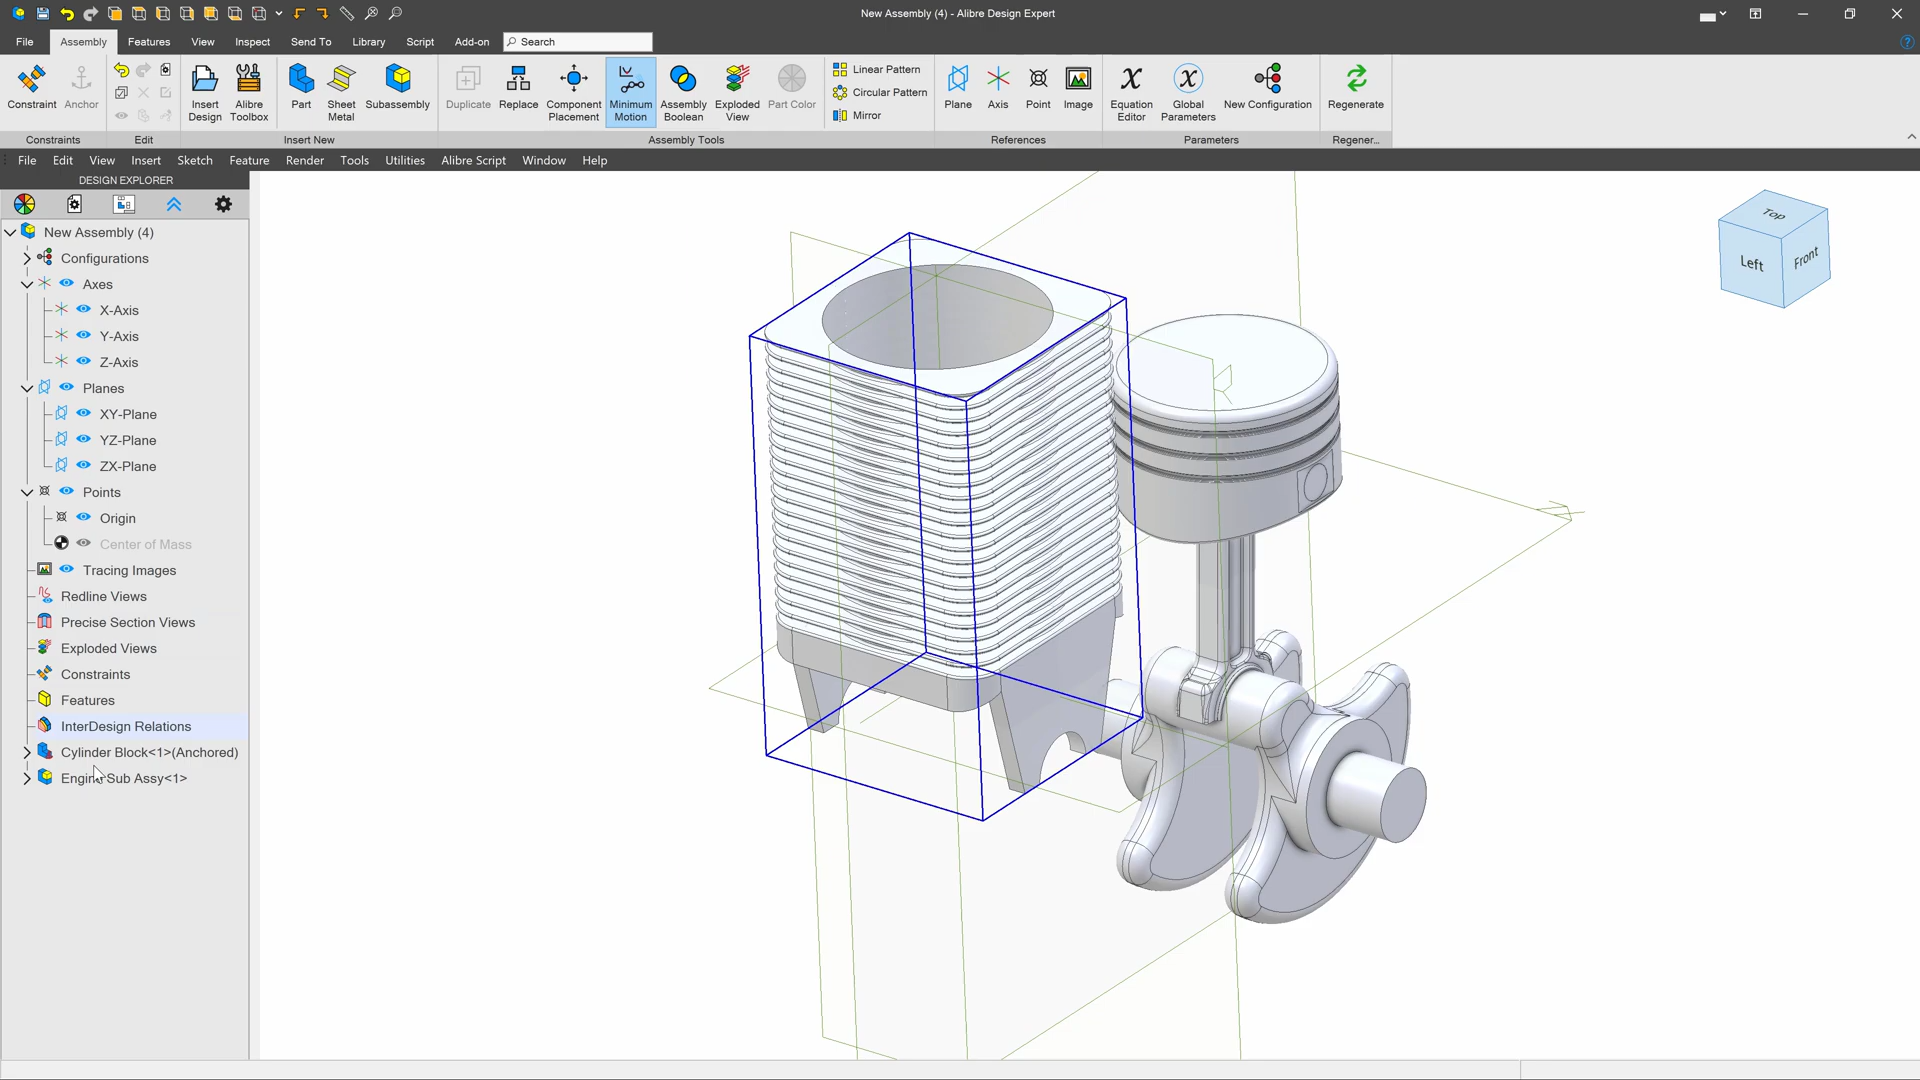 New Assembly (4) - Alibre Design Expert
File Assembly Features View Inspect Send To Library Script Add-on Search
Constraint Anchor
Insert Design
Alibre Toolbox
Part
Sheet Metal
Subassembly
Duplicate
Replace
Component Placement
Minimum Motion
Assembly Boolean
Exploded View
Part Color
Linear Pattern
Circular Pattern
Mirror
Plane
Axis
Point
Image
Equation Editor
Global Parameters
New Configuration
Regenerate
Constraints Edit Insert New Assembly Tools References Parameters Regener...
File Edit View Insert Sketch Feature Render Tools Utilities Alibre Script Window Help
DESIGN EXPLORER
New Assembly (4)
Configurations
Axes
X-Axis
Y-Axis
Z-Axis
Planes
XY-Plane
YZ-Plane
ZX-Plane
Points
Origin
Center of Mass
Tracing Images
Redline Views
Precise Section Views
Exploded Views
Constraints
Features
InterDesign Relations
Cylinder Block<1>(Anchored)
Engine Sub Assy<1>
Top
Left
Front